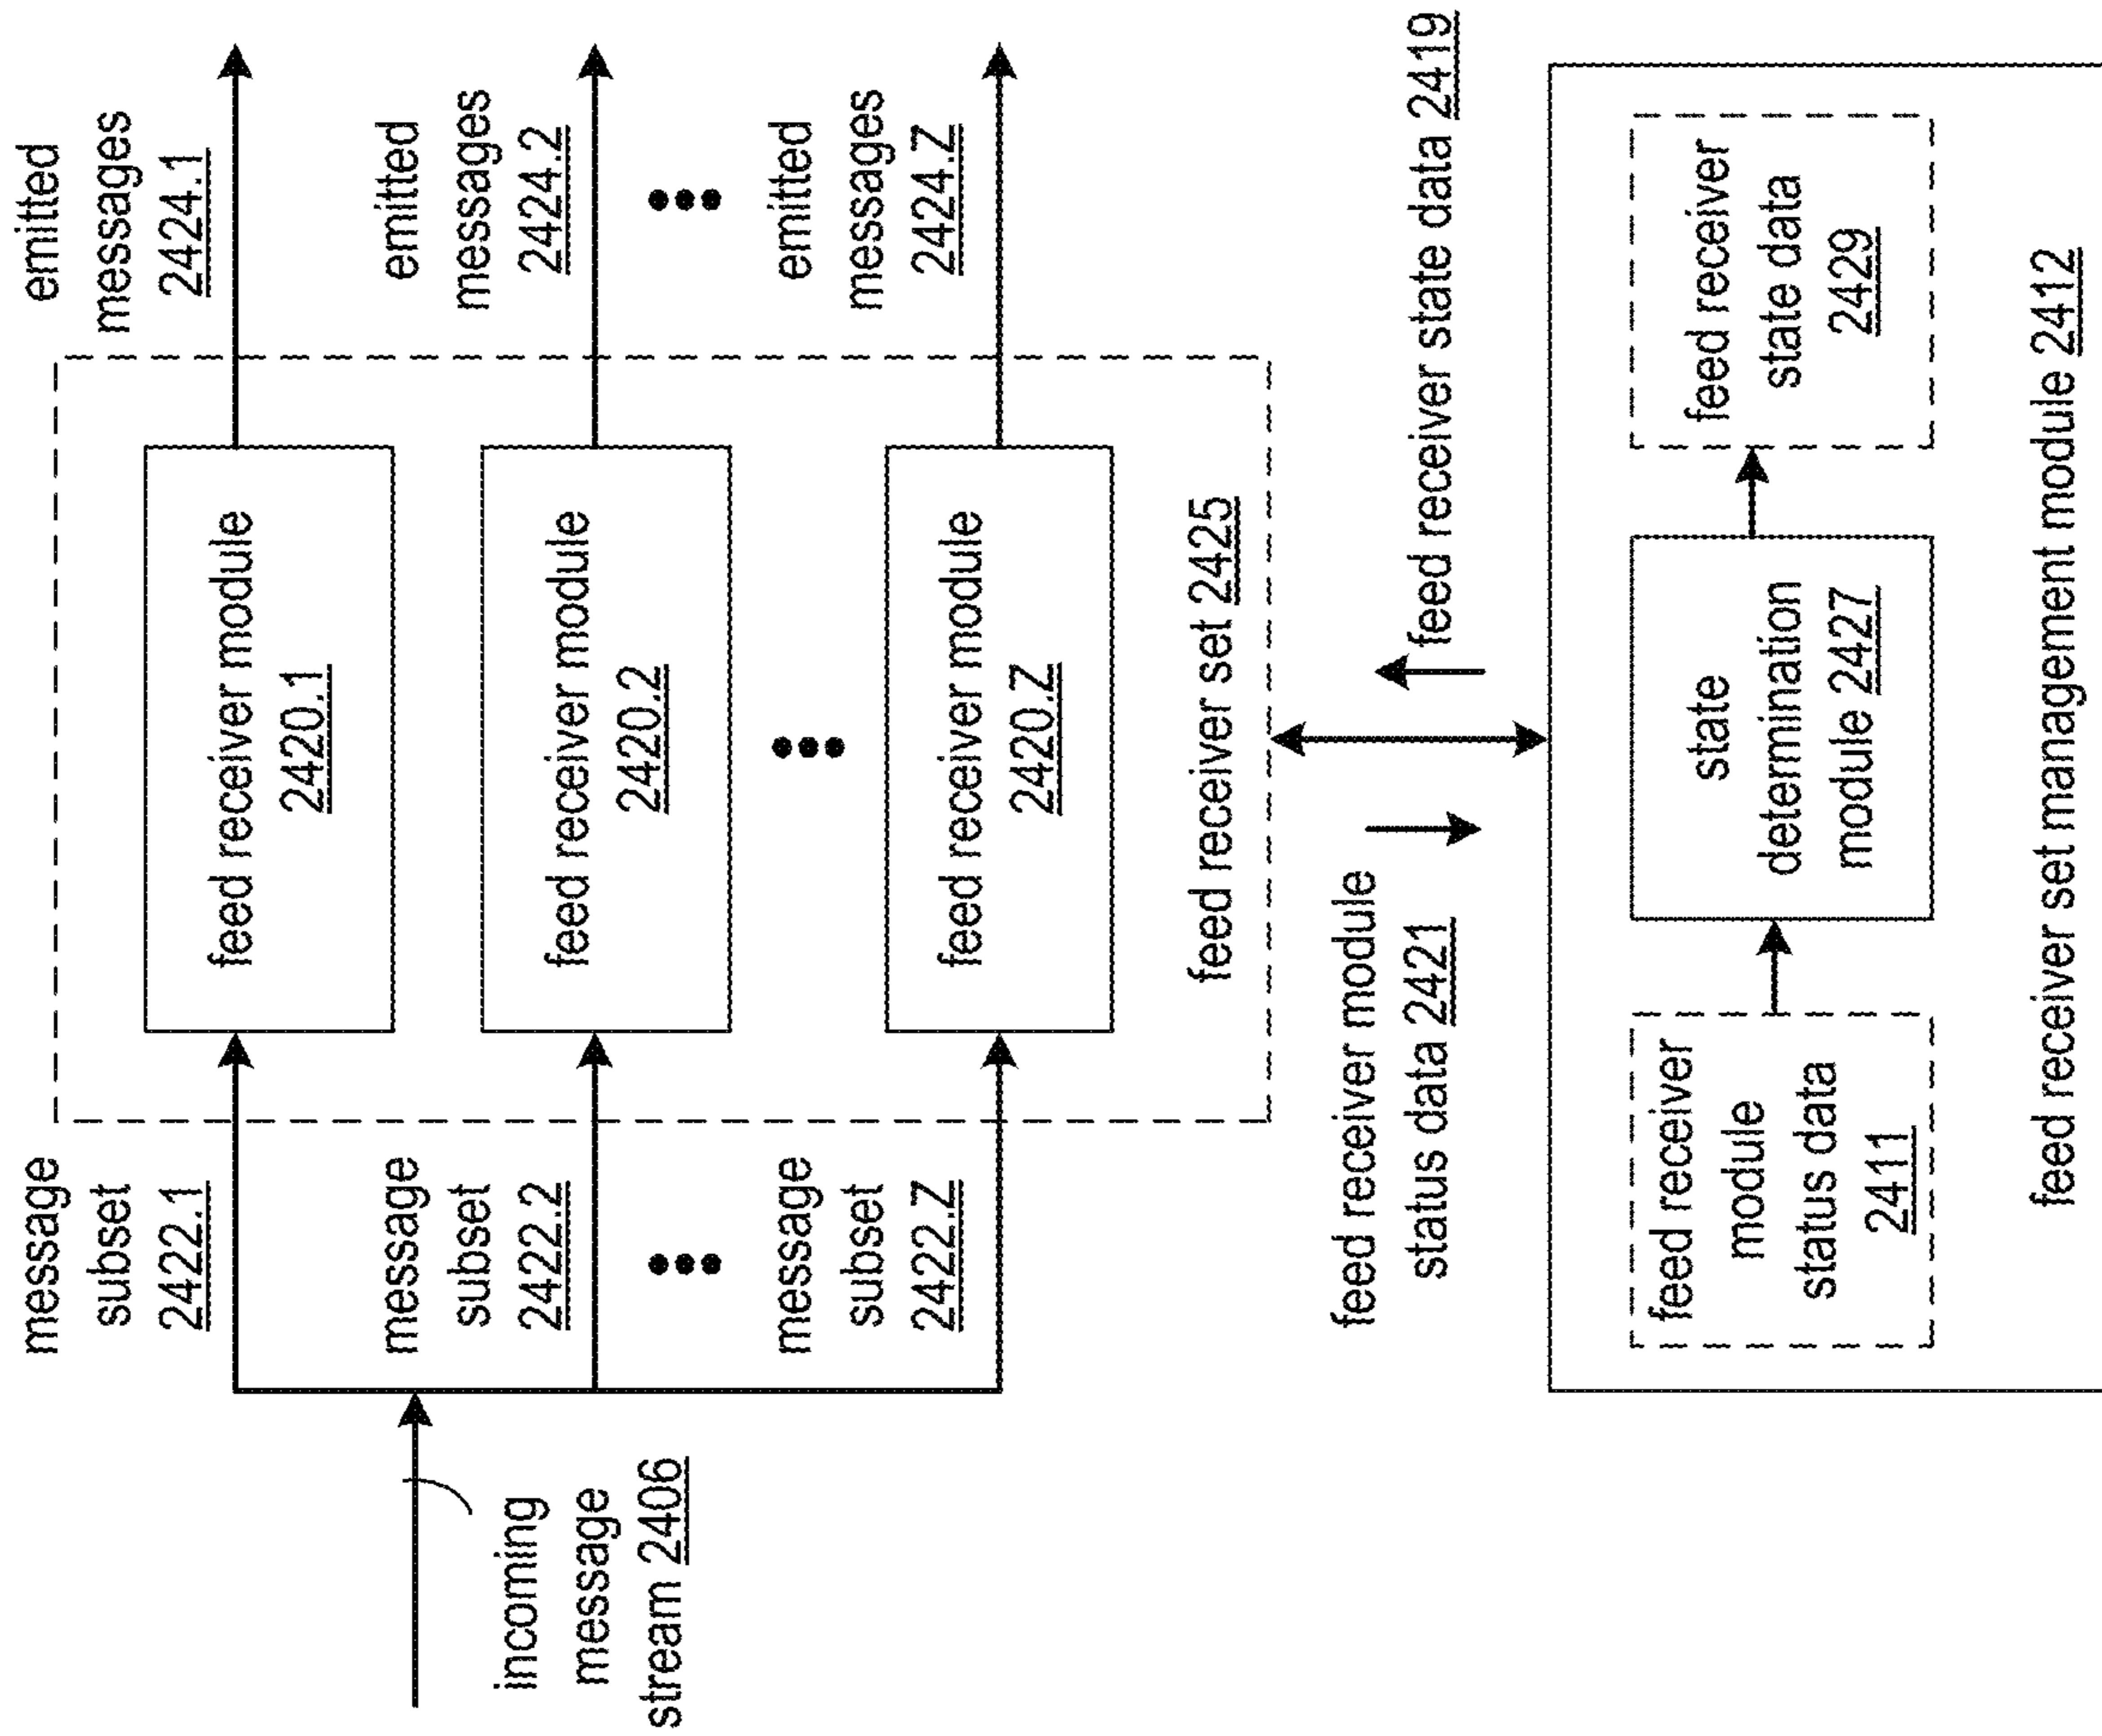 incoming
message
stream 2406
message
subset
2422.1
message
subset
2422.2
message
subset
2422.Z
feed receiver module
2420.1
feed receiver module
2420.2
feed receiver module
2420.Z
feed receiver set 2425
emitted
messages
2424.1
emitted
messages
2424.2
emitted
messages
2424.Z
feed receiver module
status data 2421
feed receiver state data 2419
feed receiver
module
status data
2411
state
determination
module 2427
feed receiver
state data
2429
feed receiver set management module 2412